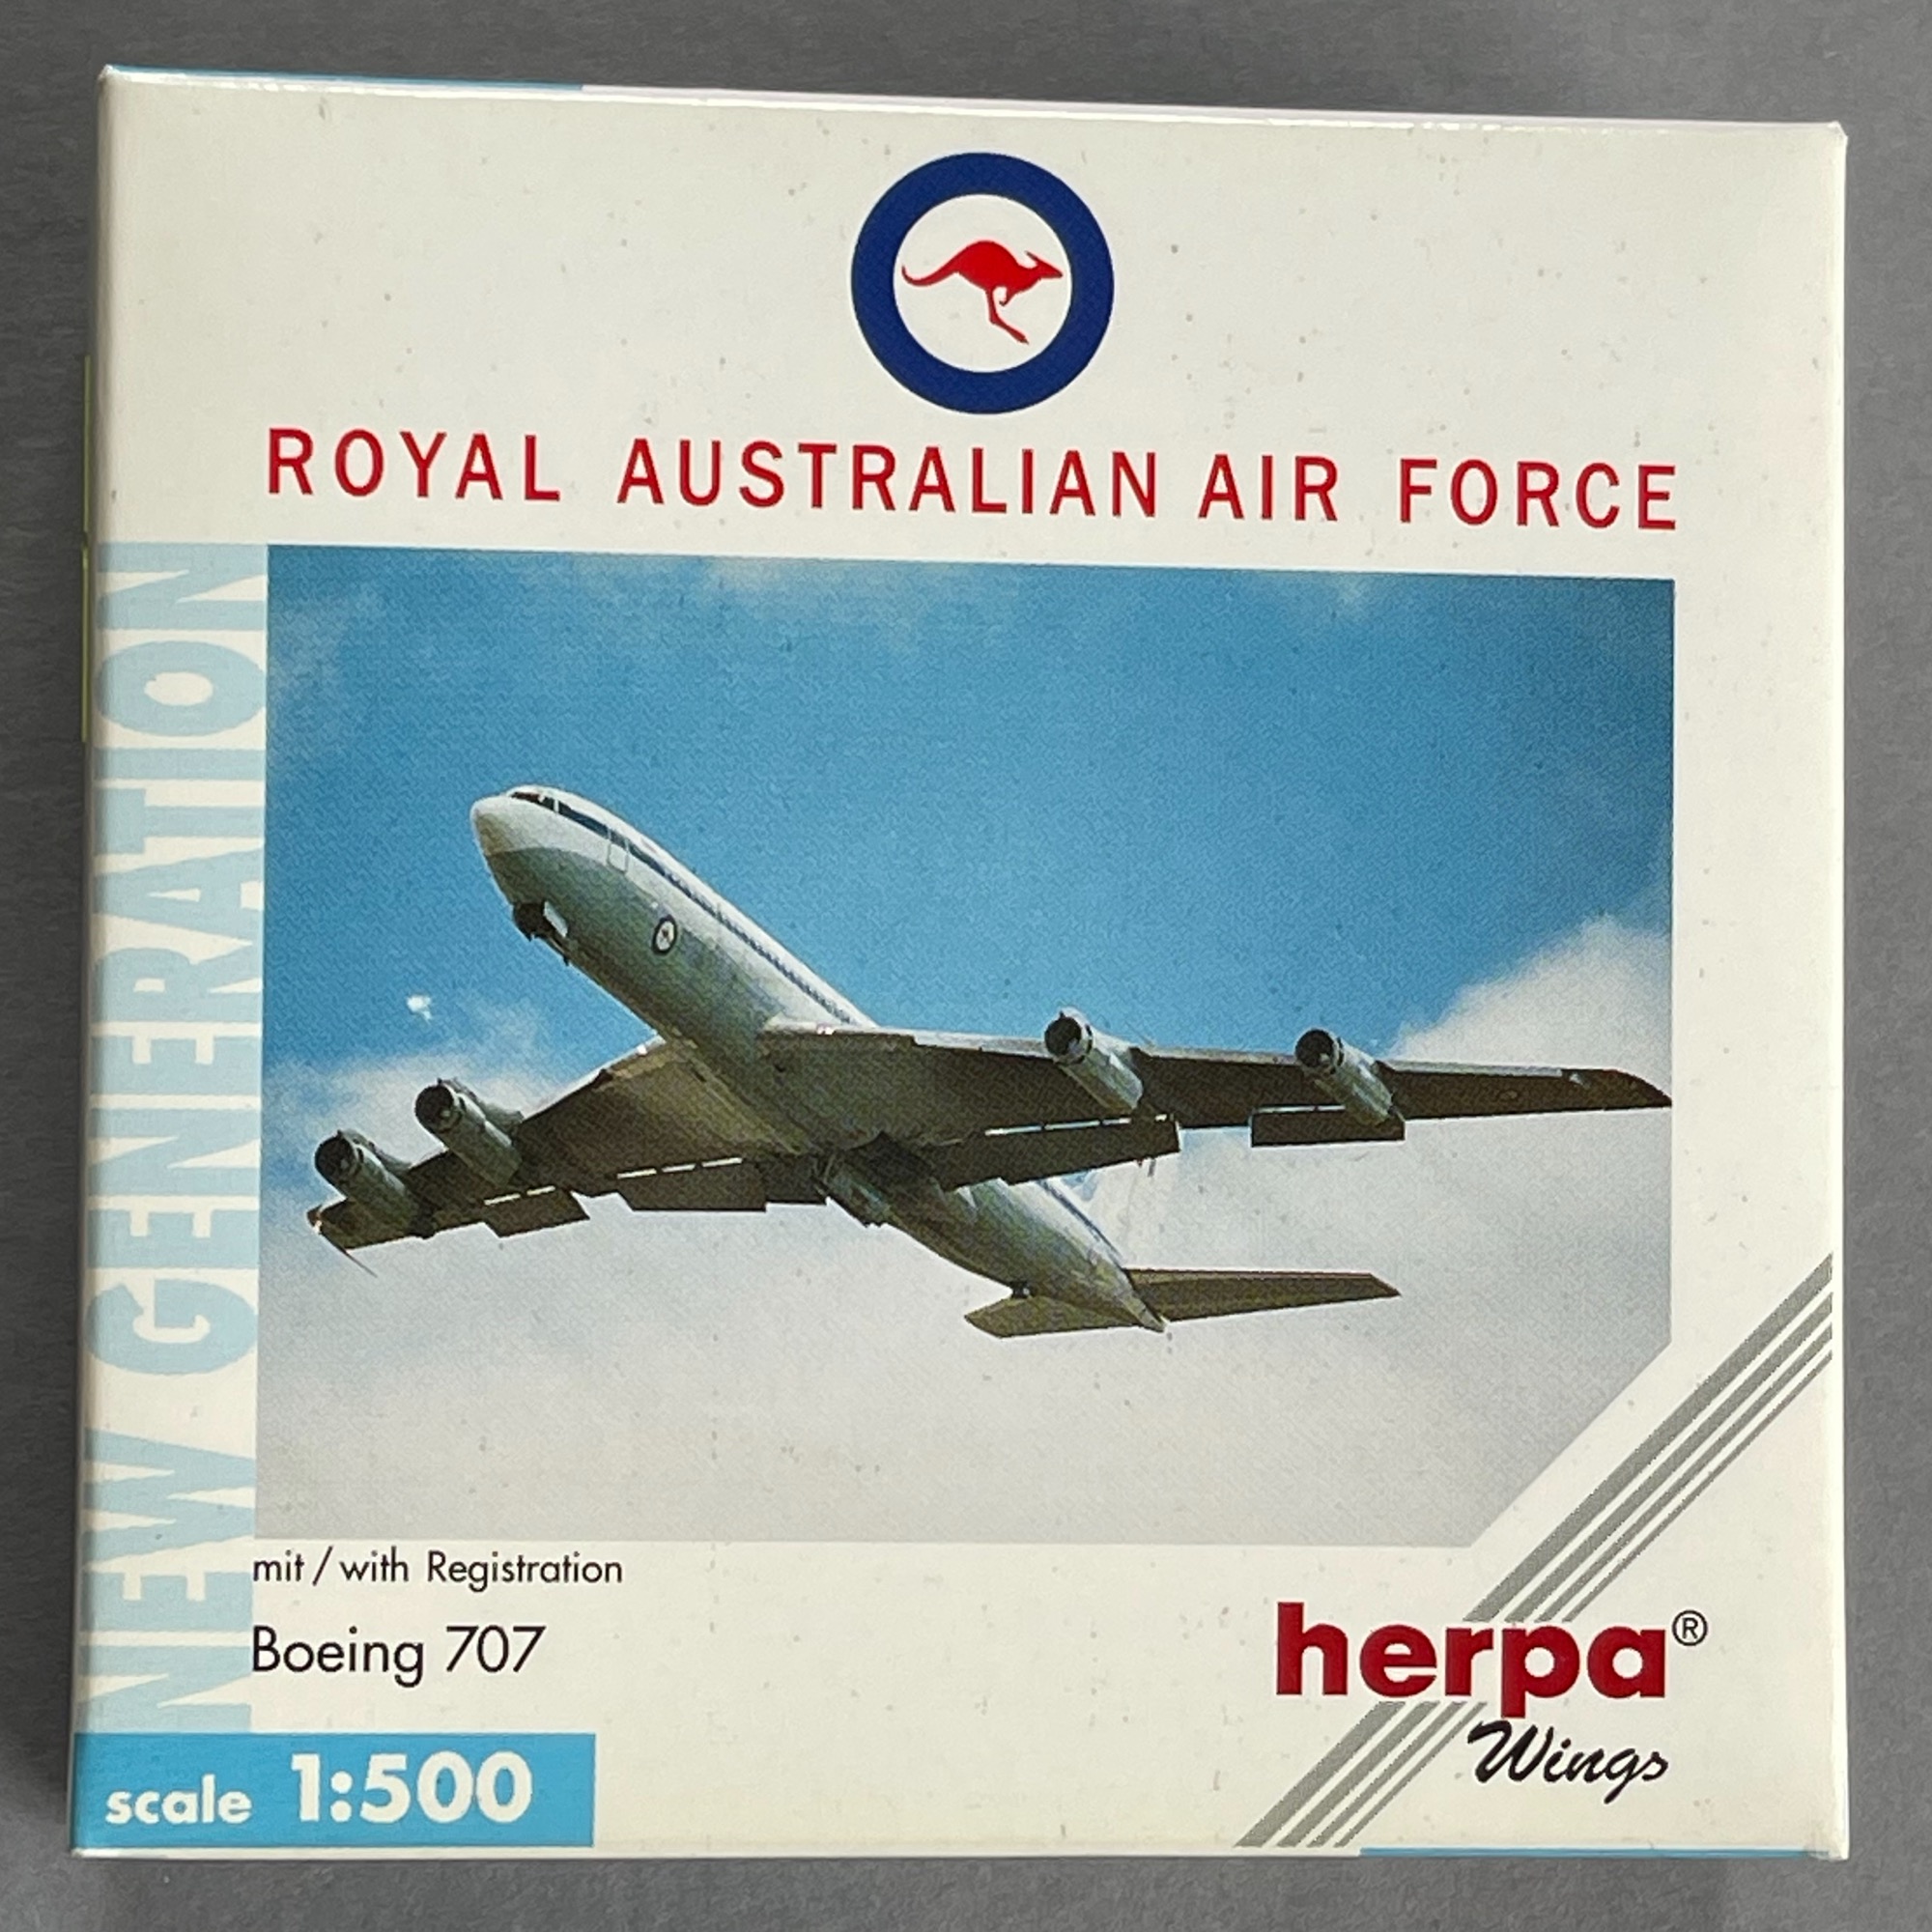 ROYAL AUSTRALIAN AIR FORCE
NEW GENERATION
mit / with Registration
Boeing 707
scale 1:500
herpa®
Wings